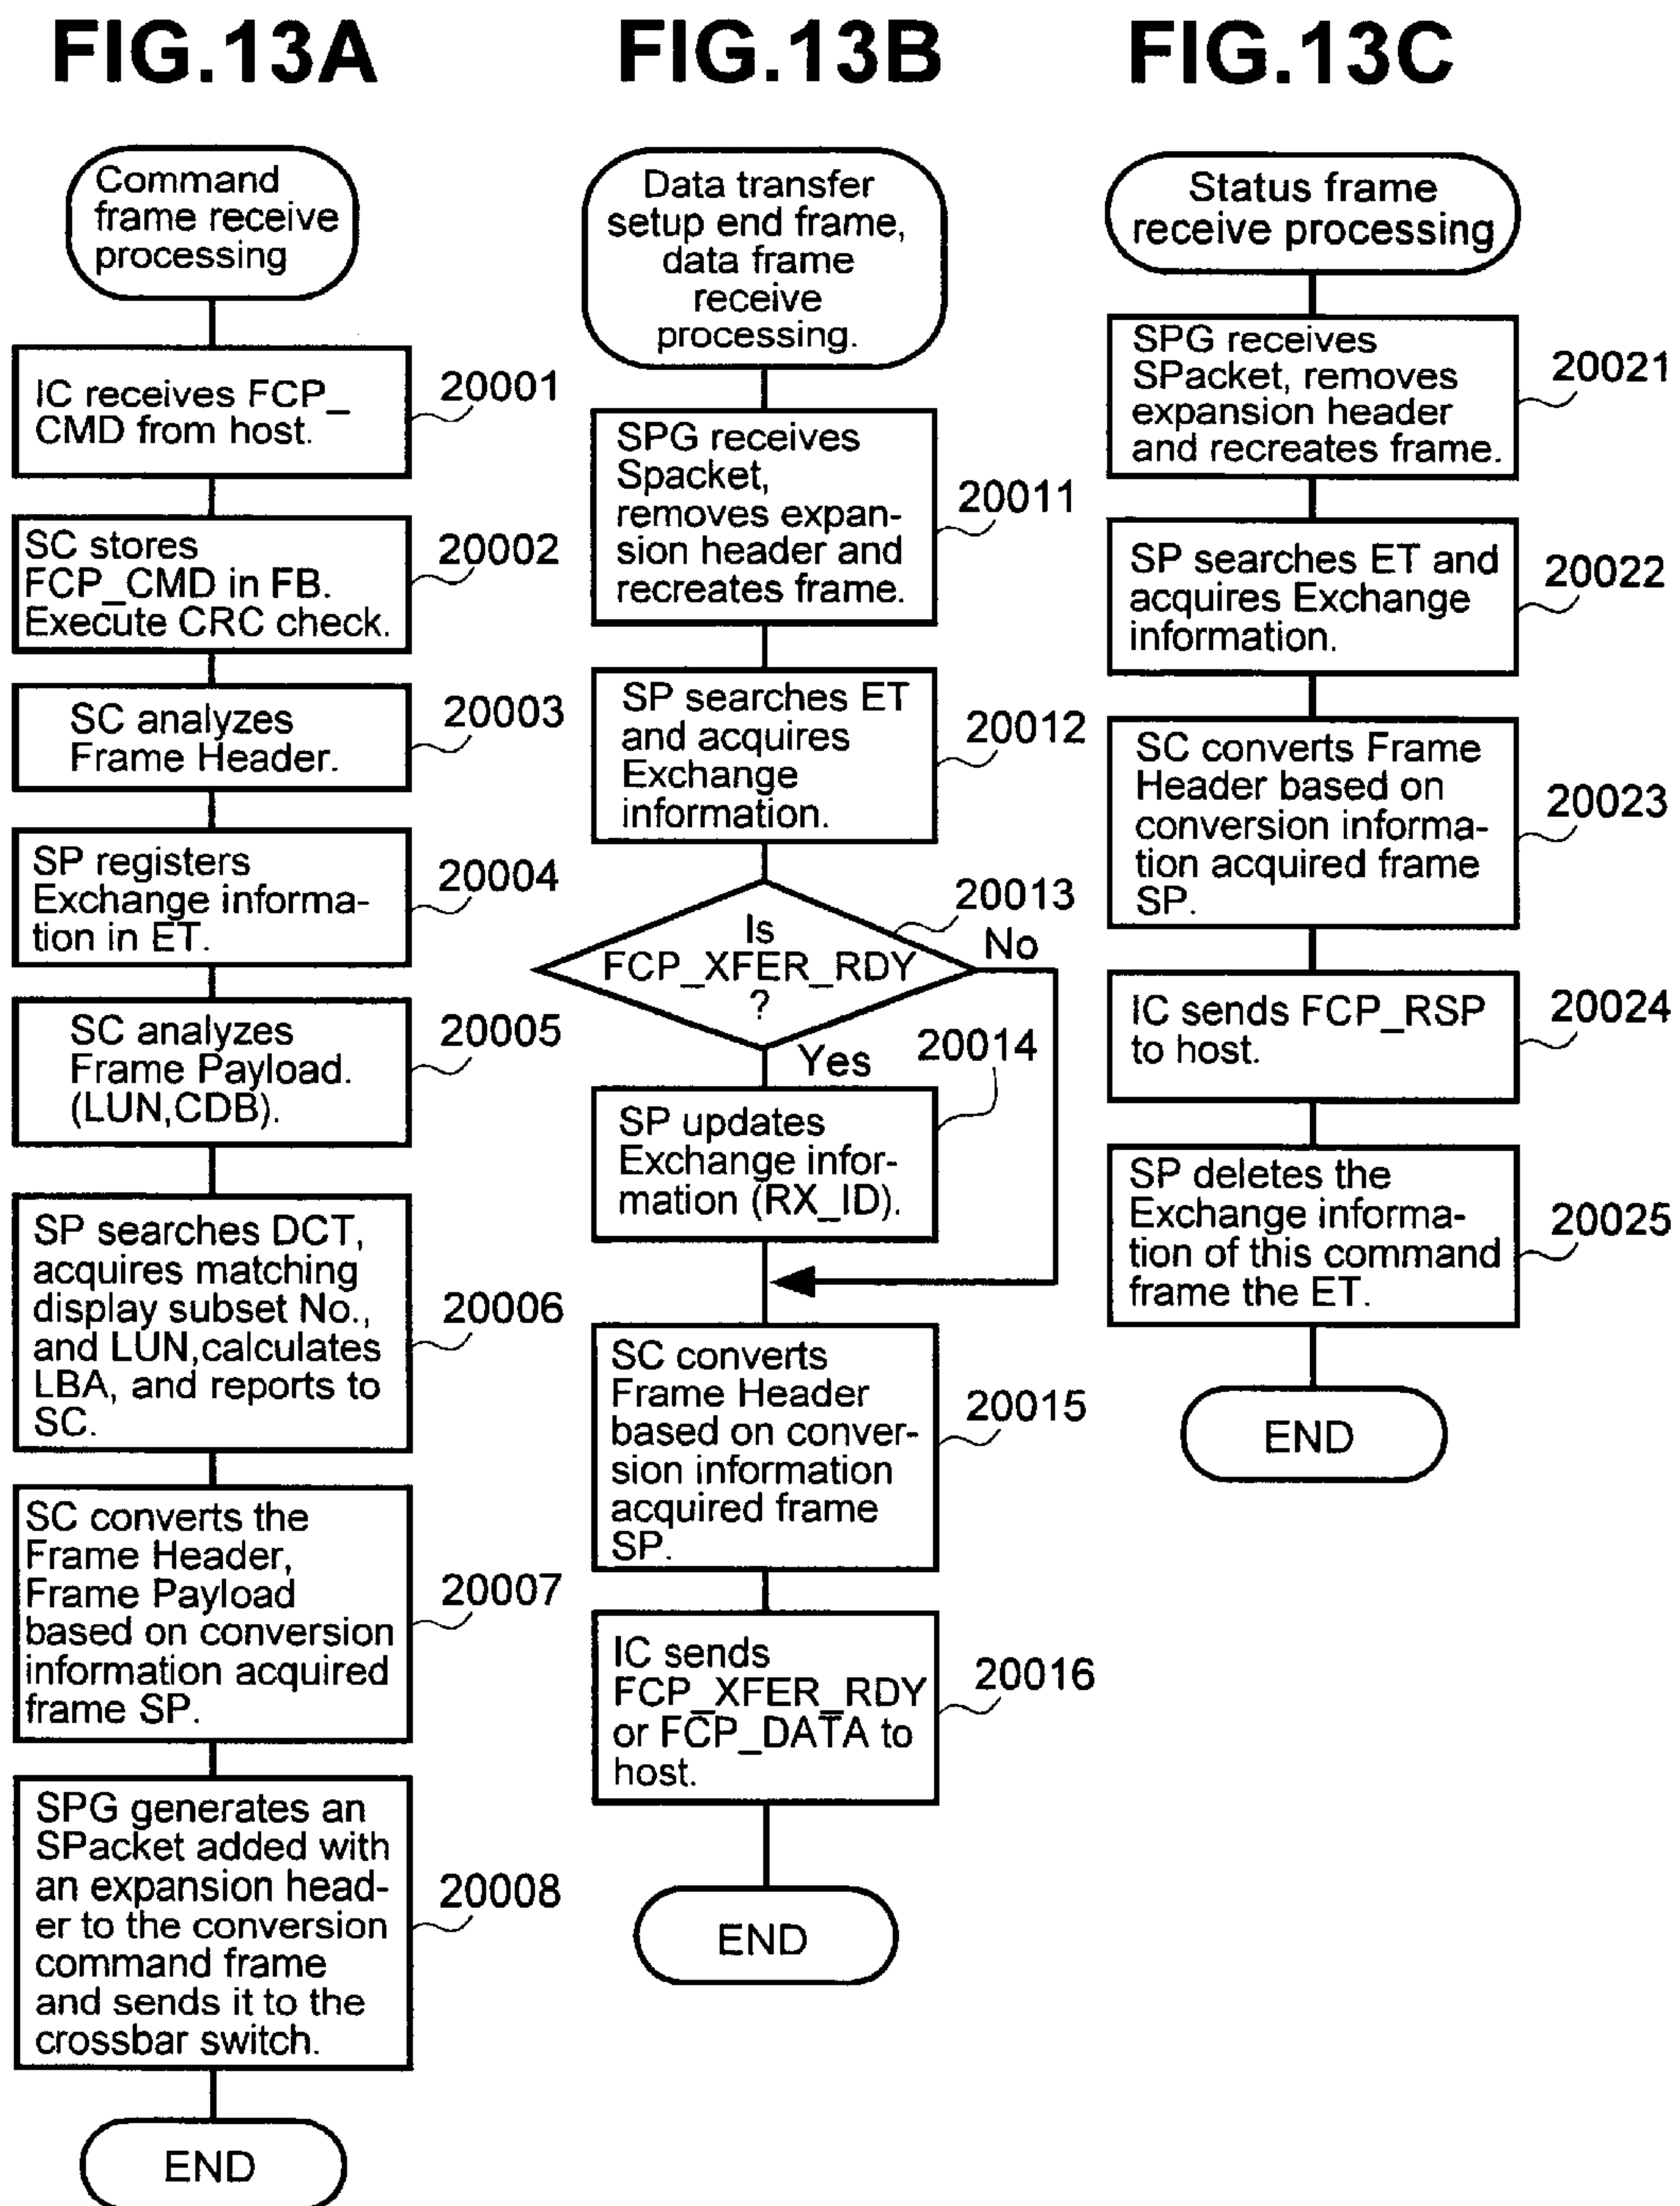 FIG.13A
Command
frame receive
processing
IC receives FCP_
CMD from host.
20001
SC stores
FCP_CMD in FB.
Execute CRC check.
20002
SC analyzes
Frame Header.
20003
SP registers
Exchange informa-
tion in ET.
20004
SC analyzes
Frame Payload.
(LUN,CDB).
20005
SP searches DCT,
acquires matching
display subset No.,
and LUN,calculates
LBA, and reports to
SC.
20006
SC converts the
Frame Header,
Frame Payload
based on conversion
information acquired
frame SP.
20007
SPG generates an
SPacket added with
an expansion head-
er to the conversion
command frame
and sends it to the
crossbar switch.
20008
END
FIG.13B
Data transfer
setup end frame,
data frame
receive
processing.
SPG receives
Spacket,
removes expan-
sion header and
recreates frame.
20011
SP searches ET
and acquires
Exchange
information.
20012
Is
FCP_XFER_RDY
?
20013
No
Yes
20014
SP updates
Exchange infor-
mation (RX_ID).
SC converts
Frame Header
based on conver-
sion information
acquired frame
SP.
20015
IC sends
FCP_XFER_RDY
or FCP_DATA to
host.
20016
END
FIG.13C
Status frame
receive processing
SPG receives
SPacket, removes
expansion header
and recreates frame.
20021
SP searches ET and
acquires Exchange
information.
20022
SC converts Frame
Header based on
conversion informa-
tion acquired frame
SP.
20023
IC sends FCP_RSP
to host.
20024
SP deletes the
Exchange informa-
tion of this command
frame the ET.
20025
END